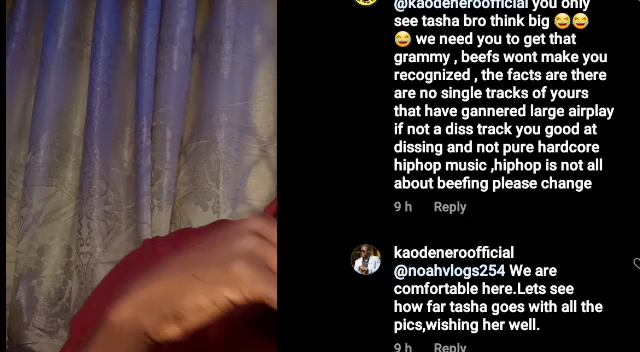 @kaodeneroofficial you only
see tasha bro think big 😂😂
😂 we need you to get that
grammy , beefs wont make you
recognized , the facts are there
are no single tracks of yours
that have gannered large airplay
if not a diss track you good at
dissing and not pure hardcore
hiphop music ,hiphop is not all
about beefing please change
9 h Reply
kaodeneroofficial
@noahvlogs254 We are
comfortable here.Lets see
how far tasha goes with all the
pics,wishing her well.
9 h Reply